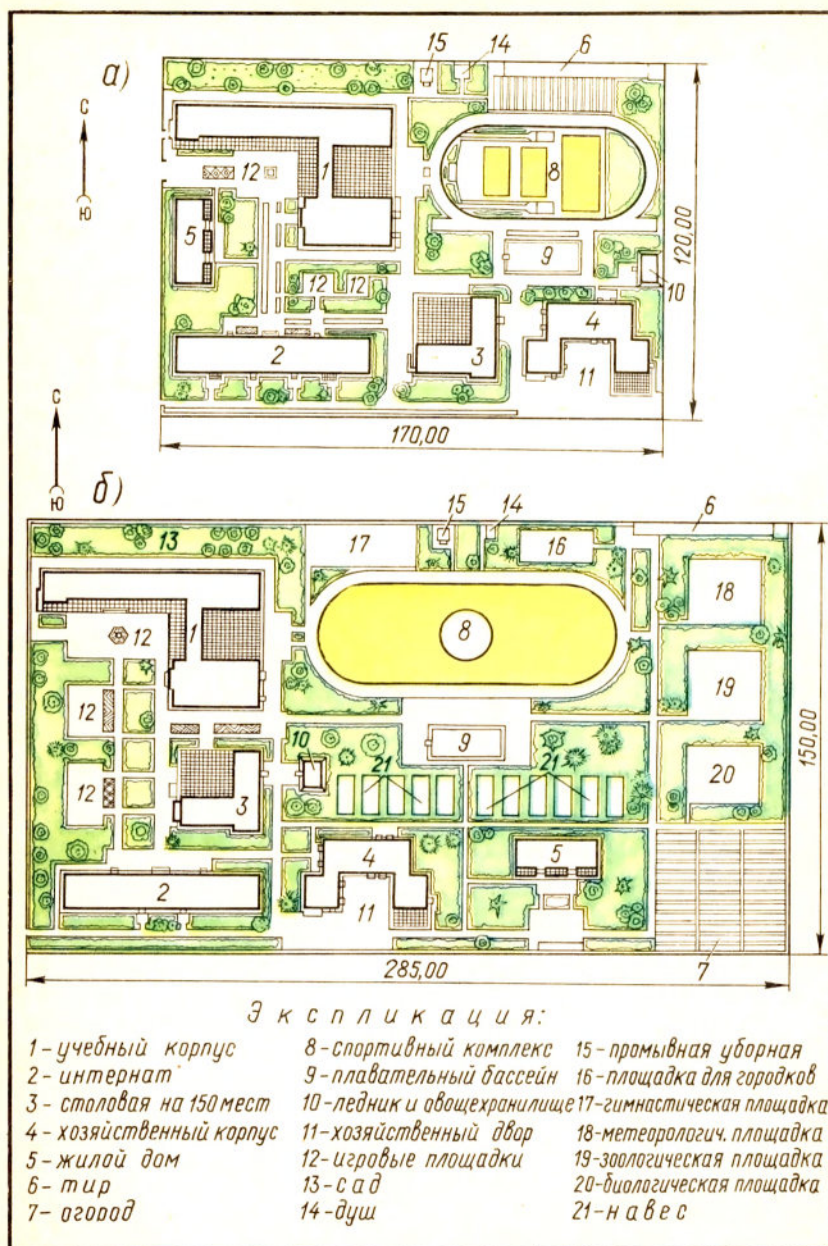 а)
15
14
6
С
Ю
12
1
8
5
120,00
9
10
12
12
4
2
3
11
170,00
С
Ю
б)
15
14
6
13
17
16
18
12
1
8
19
12
9
10
21
21
20
12
3
4
5
2
11
7
150,00
285,00
Экспликация:
1-учебный корпус
2-интернат
3-столовая на 150 мест
4-хозяйственный корпус
5-жилой дом
6-тир
7-огород
8-спортивный комплекс
9-плавательный бассейн
10-ледник и овощехранилище
11-хозяйственный двор
12-игровые площадки
13-сад
14-душ
15-промывная уборная
16-площадка для городков
17-гимнастическая площадка
18-метеорологич. площадка
19-зоологическая площадка
20-биологическая площадка
21-навес